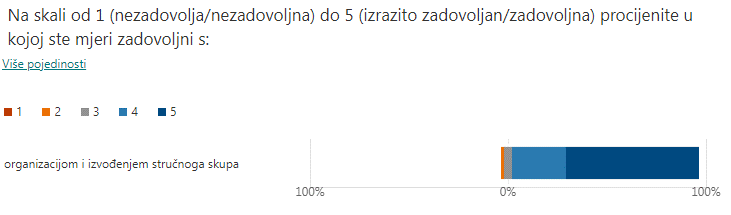 Na skali od 1 (nezadovolja/nezadovoljna) do 5 (izrazito zadovoljan/zadovoljna) procijenite u
kojoj ste mjeri zadovoljni s:
Više pojedinosti
1 2 3 4 5
organizacijom i izvođenjem stručnoga skupa
100% 0% 100%